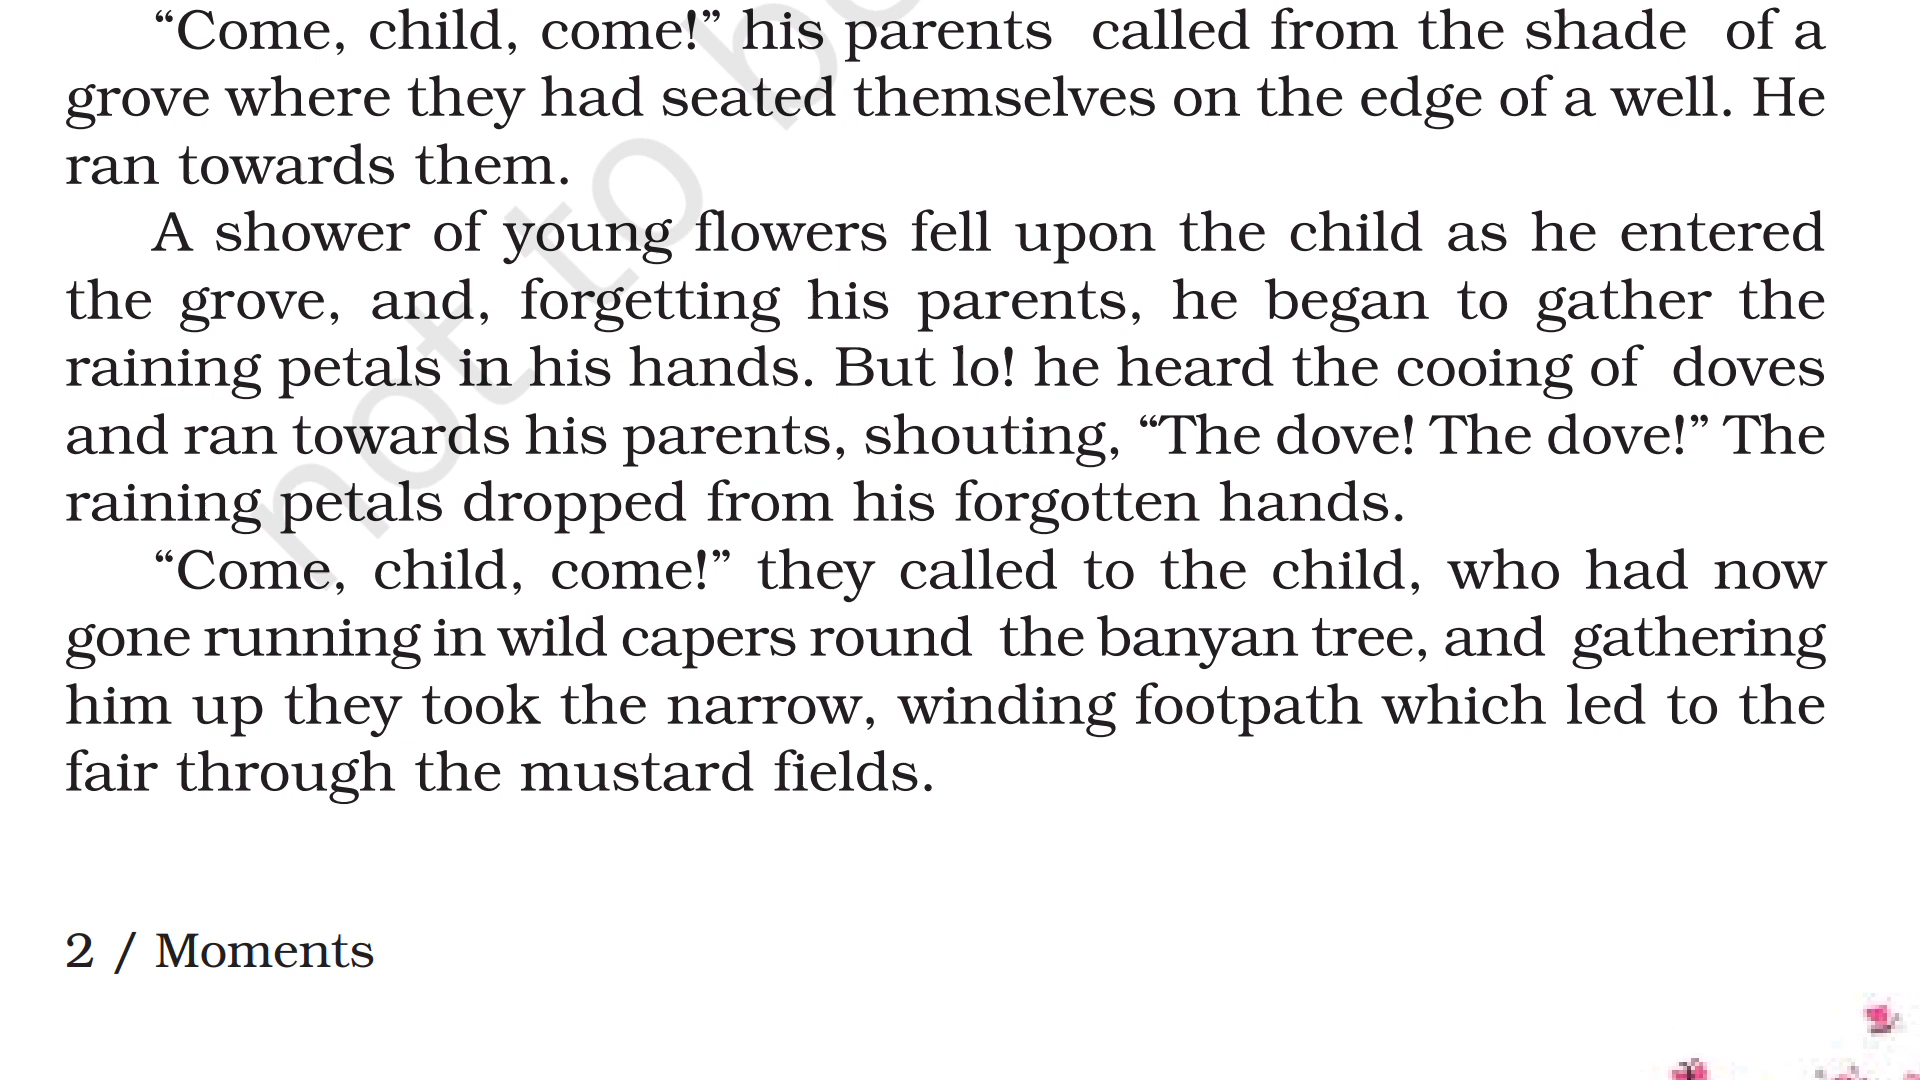 “Come, child, come!” his parents called from the shade of a
grove where they had seated themselves on the edge of a well. He
ran towards them.
A shower of young flowers fell upon the child as he entered
the grove, and, forgetting his parents, he began to gather the
raining petals in his hands. But lo! he heard the cooing of doves
and ran towards his parents, shouting, “The dove! The dove!” The
raining petals dropped from his forgotten hands.
“Come, child, come!” they called to the child, who had now
gone running in wild capers round the banyan tree, and gathering
him up they took the narrow, winding footpath which led to the
fair through the mustard fields.
2 / Moments
not to b